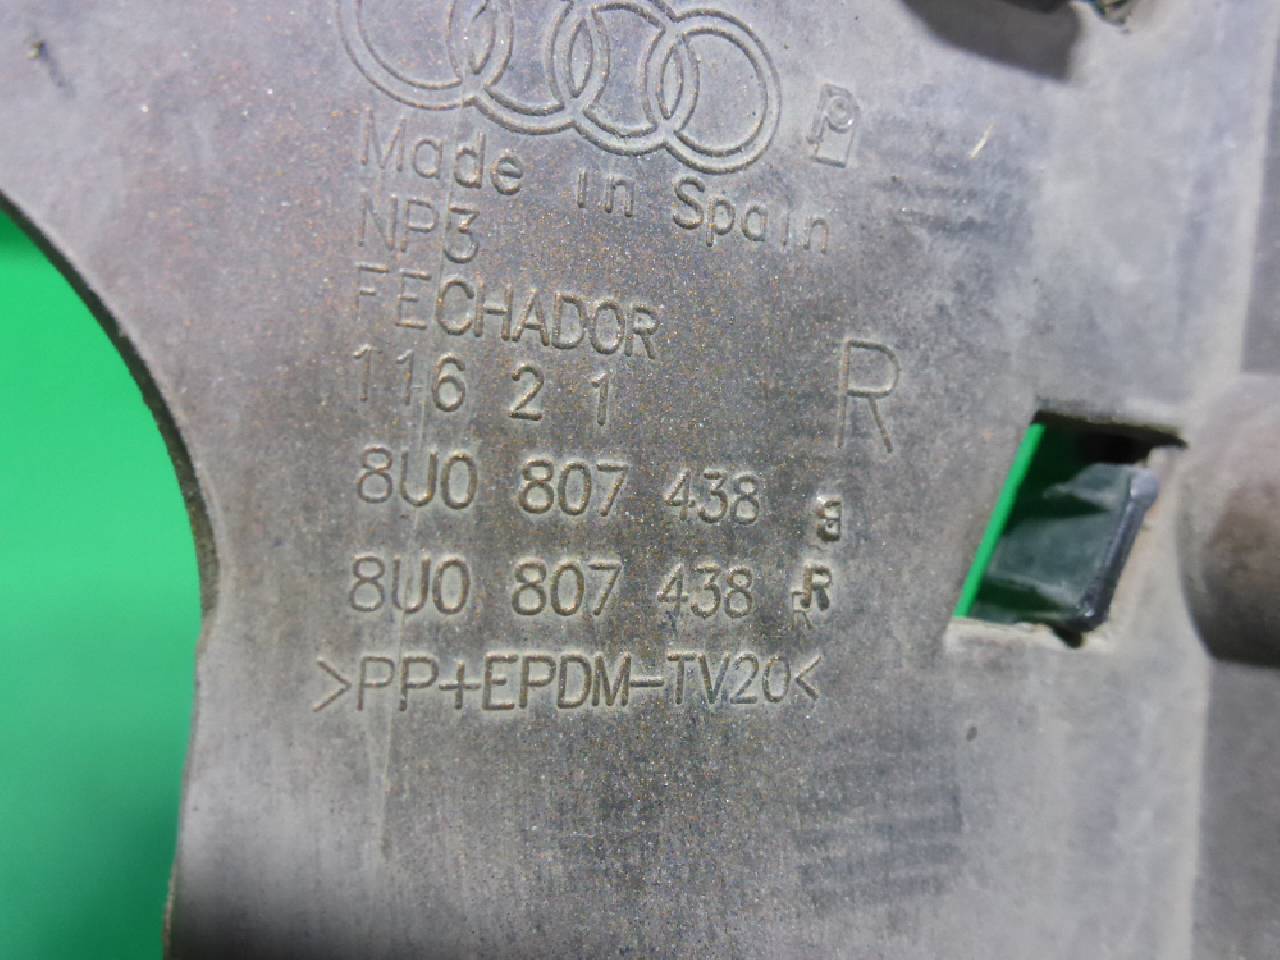 Made in Spain
NP3
FECHADOR
116 2 1
R
8U0 807 438 B
8U0 807 438 R
>PP+EPDM-TV20<